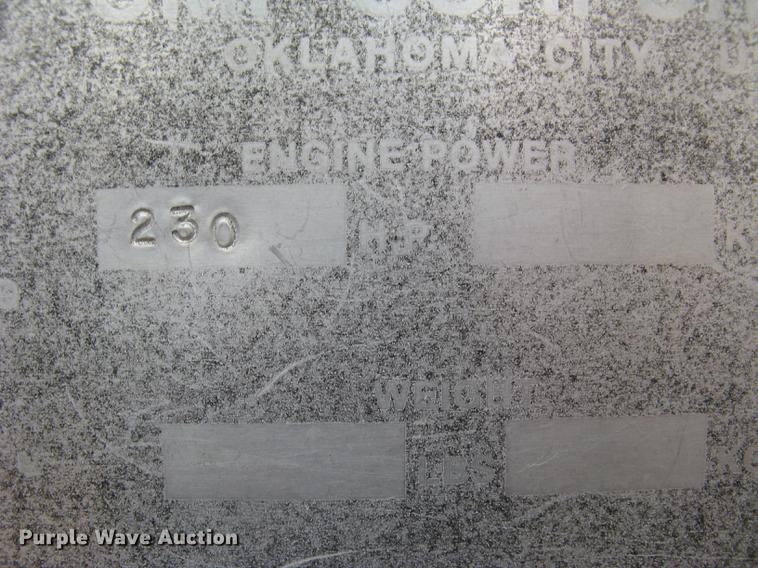 OKLAHOMA CITY
ENGINE POWER
230 H.P.
WEIGHT
LBS
Purple Wave Auction